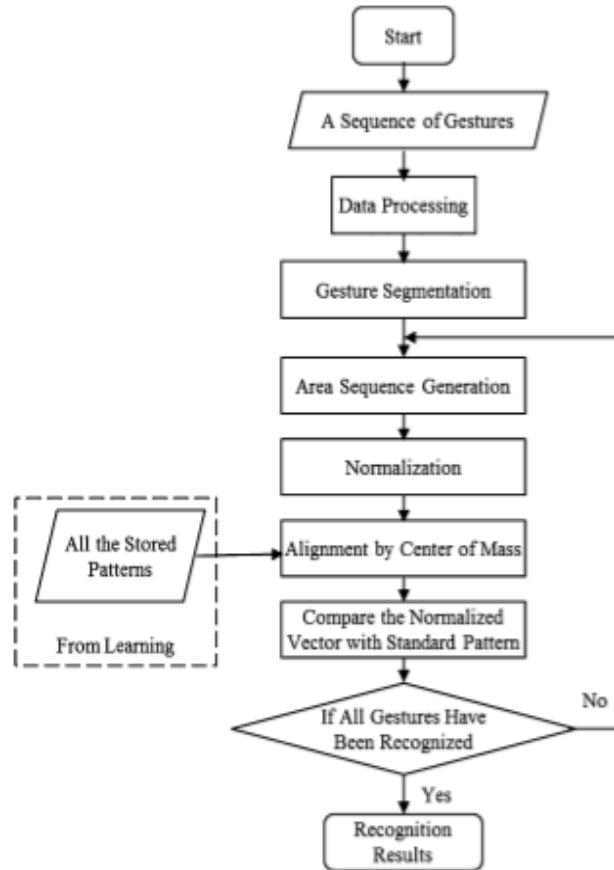 Start
A Sequence of Gestures
Data Processing
Gesture Segmentation
Area Sequence Generation
Normalization
All the Stored
Patterns
From Learning
Alignment by Center of Mass
Compare the Normalized
Vector with Standard Pattern
If All Gestures Have
Been Recognized
No
Yes
Recognition
Results